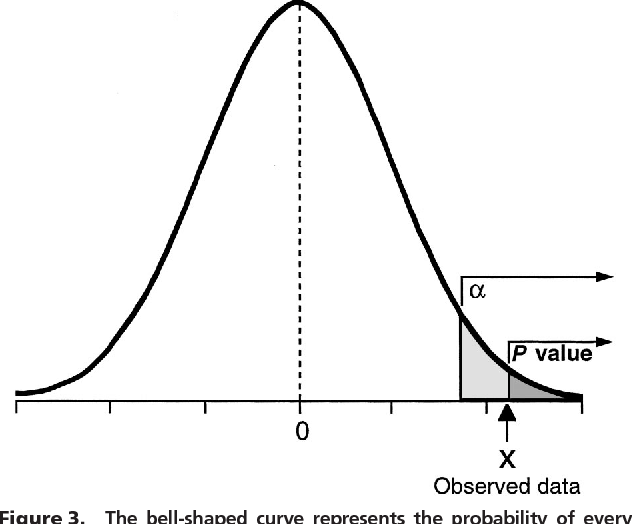 α
P value
0
X
Observed data
Figure 3. The bell-shaped curve represents the probability of every